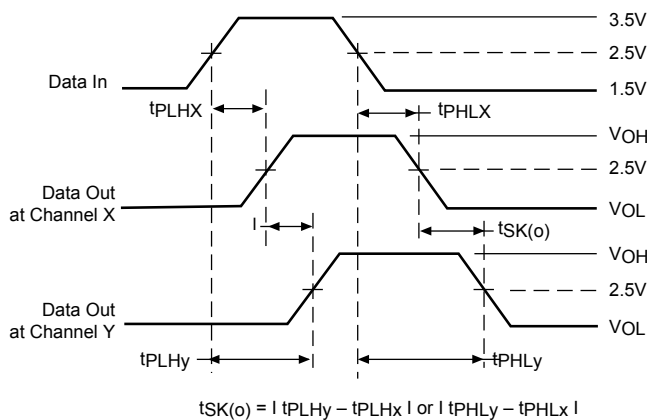 3.5V
Data In
2.5V
1.5V
tPLHX
tPHLX
VOH
2.5V
Data Out
at Channel X
VOL
I
tSK(o)
VOH
2.5V
Data Out
at Channel Y
VOL
tPLHy
tPHLy
tSK(o) = I tPLHy – tPLHx I or I tPHLy – tPHLx I